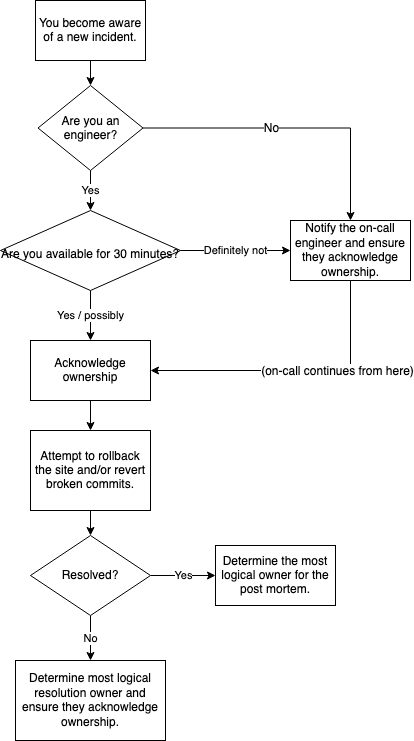 You become aware
of a new incident.
Are you an
engineer?
No
Yes
Are you available for 30 minutes?
Definitely not
Notify the on-call
engineer and ensure
they acknowledge
ownership.
Yes / possibly
Acknowledge
ownership
(on-call continues from here)
Attempt to rollback
the site and/or revert
broken commits.
Resolved?
Yes
Determine the most
logical owner for the
post mortem.
No
Determine most logical
resolution owner and
ensure they acknowledge
ownership.